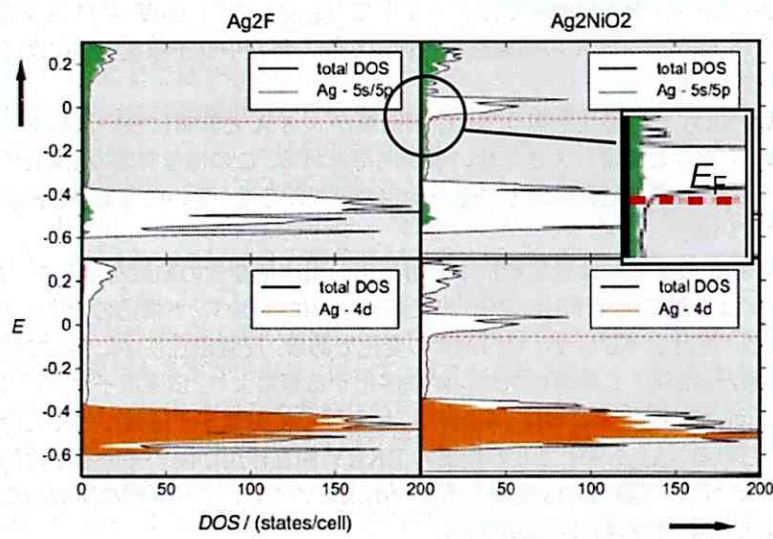 Ag2F
Ag2NiO2
0.2
0
-0.2
-0.4
-0.6
total DOS
Ag - 5s/5p
total DOS
Ag - 5s/5p
E_F
0.2
0
-0.2
-0.4
-0.6
E
total DOS
Ag - 4d
total DOS
Ag - 4d
0
50
100
150
200
50
100
150
200
DOS / (states/cell)